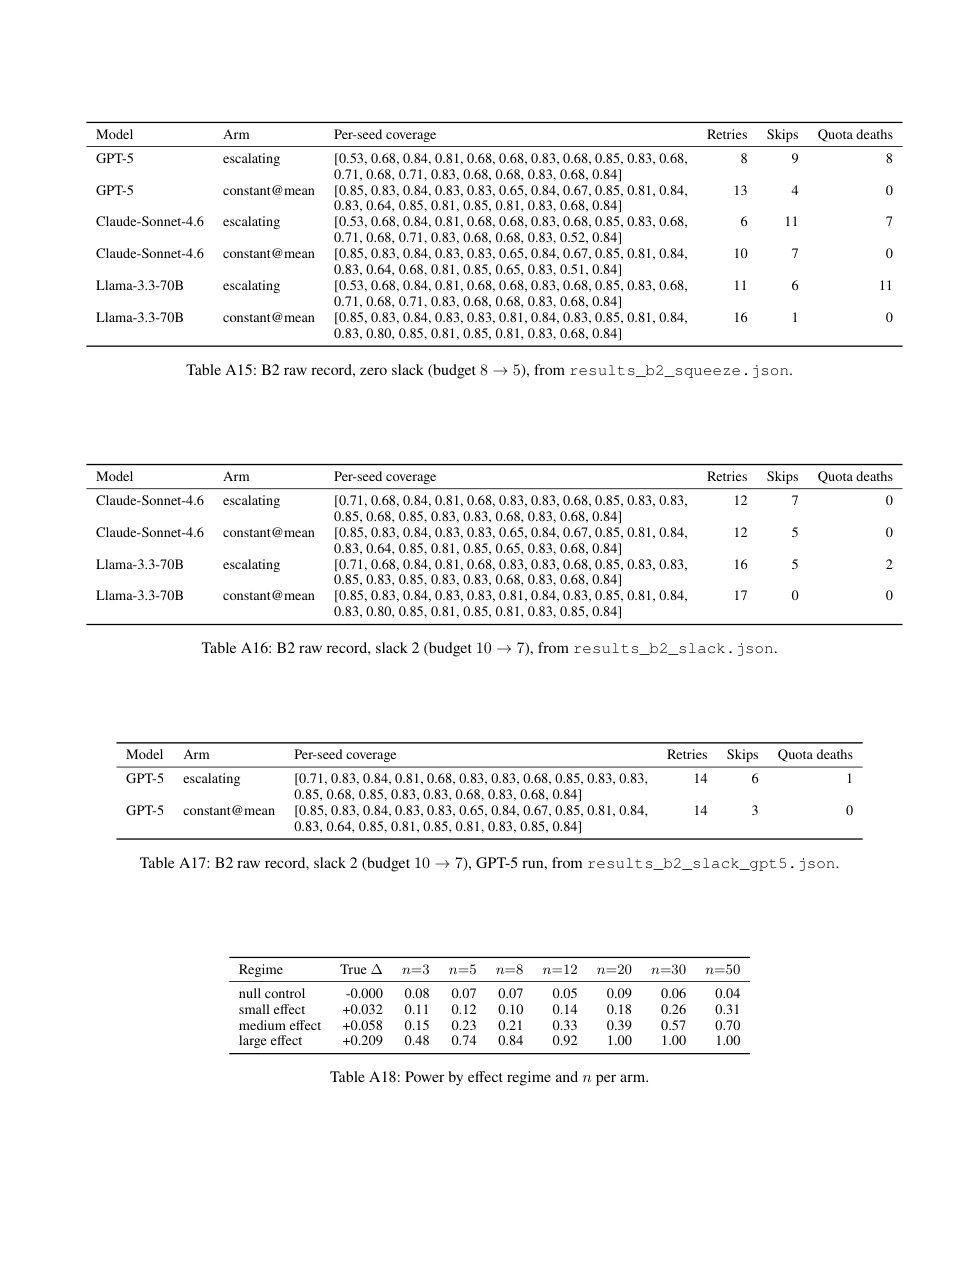 Model Arm Per-seed coverage Retries Skips Quota deaths
GPT-5 escalating [0.53, 0.68, 0.84, 0.81, 0.68, 0.68, 0.83, 0.68, 0.85, 0.83, 0.68, 8 9 8
0.71, 0.68, 0.71, 0.83, 0.68, 0.68, 0.83, 0.68, 0.84]
GPT-5 constant@mean [0.85, 0.83, 0.84, 0.83, 0.83, 0.65, 0.84, 0.67, 0.85, 0.81, 0.84, 13 4 0
0.83, 0.64, 0.85, 0.81, 0.85, 0.81, 0.83, 0.68, 0.84]
Claude-Sonnet-4.6 escalating [0.53, 0.68, 0.84, 0.81, 0.68, 0.68, 0.83, 0.68, 0.85, 0.83, 0.68, 6 11 7
0.71, 0.68, 0.71, 0.83, 0.68, 0.68, 0.83, 0.52, 0.84]
Claude-Sonnet-4.6 constant@mean [0.85, 0.83, 0.84, 0.83, 0.83, 0.65, 0.84, 0.67, 0.85, 0.81, 0.84, 10 7 0
0.83, 0.64, 0.68, 0.81, 0.85, 0.65, 0.83, 0.51, 0.84]
Llama-3.3-70B escalating [0.53, 0.68, 0.84, 0.81, 0.68, 0.68, 0.83, 0.68, 0.85, 0.83, 0.68, 11 6 11
0.71, 0.68, 0.71, 0.83, 0.68, 0.68, 0.83, 0.68, 0.84]
Llama-3.3-70B constant@mean [0.85, 0.83, 0.84, 0.83, 0.83, 0.81, 0.84, 0.83, 0.85, 0.81, 0.84, 16 1 0
0.83, 0.80, 0.85, 0.81, 0.85, 0.81, 0.83, 0.68, 0.84]
Table A15: B2 raw record, zero slack (budget 8 → 5), from results_b2_squeeze.json.
Model Arm Per-seed coverage Retries Skips Quota deaths
Claude-Sonnet-4.6 escalating [0.71, 0.68, 0.84, 0.81, 0.68, 0.83, 0.83, 0.68, 0.85, 0.83, 0.83, 12 7 0
0.85, 0.68, 0.85, 0.83, 0.83, 0.68, 0.83, 0.68, 0.84]
Claude-Sonnet-4.6 constant@mean [0.85, 0.83, 0.84, 0.83, 0.83, 0.65, 0.84, 0.67, 0.85, 0.81, 0.84, 12 5 0
0.83, 0.64, 0.85, 0.81, 0.85, 0.65, 0.83, 0.68, 0.84]
Llama-3.3-70B escalating [0.71, 0.68, 0.84, 0.81, 0.68, 0.83, 0.83, 0.68, 0.85, 0.83, 0.83, 16 5 2
0.85, 0.83, 0.85, 0.83, 0.83, 0.68, 0.83, 0.68, 0.84]
Llama-3.3-70B constant@mean [0.85, 0.83, 0.84, 0.83, 0.83, 0.81, 0.84, 0.83, 0.85, 0.81, 0.84, 17 0 0
0.83, 0.80, 0.85, 0.81, 0.85, 0.81, 0.83, 0.85, 0.84]
Table A16: B2 raw record, slack 2 (budget 10 → 7), from results_b2_slack.json.
Model Arm Per-seed coverage Retries Skips Quota deaths
GPT-5 escalating [0.71, 0.83, 0.84, 0.81, 0.68, 0.83, 0.83, 0.68, 0.85, 0.83, 0.83, 14 6 1
0.85, 0.68, 0.85, 0.83, 0.83, 0.68, 0.83, 0.68, 0.84]
GPT-5 constant@mean [0.85, 0.83, 0.84, 0.83, 0.83, 0.65, 0.84, 0.67, 0.85, 0.81, 0.84, 14 3 0
0.83, 0.64, 0.85, 0.81, 0.85, 0.81, 0.83, 0.85, 0.84]
Table A17: B2 raw record, slack 2 (budget 10 → 7), GPT-5 run, from results_b2_slack_gpt5.json.
Regime True Δ n=3 n=5 n=8 n=12 n=20 n=30 n=50
null control -0.000 0.08 0.07 0.07 0.05 0.09 0.06 0.04
small effect +0.032 0.11 0.12 0.10 0.14 0.18 0.26 0.31
medium effect +0.058 0.15 0.23 0.21 0.33 0.39 0.57 0.70
large effect +0.209 0.48 0.74 0.84 0.92 1.00 1.00 1.00
Table A18: Power by effect regime and n per arm.